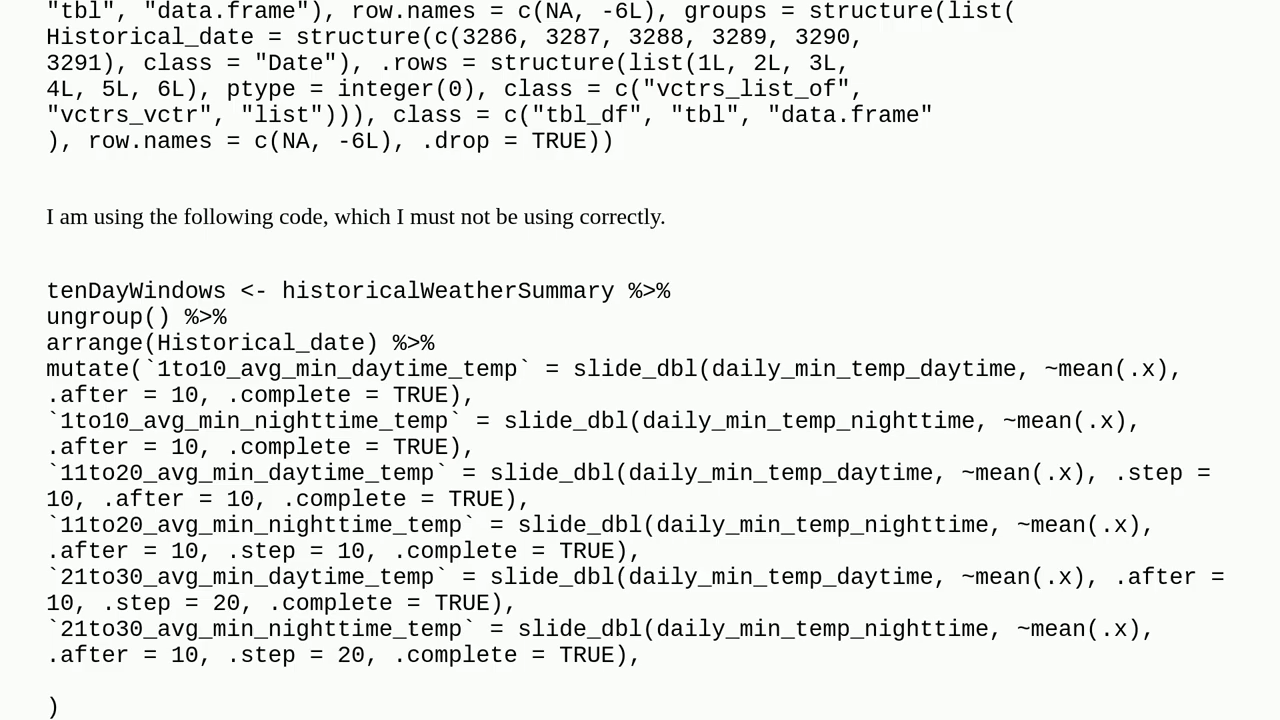 "tbl", "data.frame"), row.names = c(NA, -6L), groups = structure(list(
Historical_date = structure(c(3286, 3287, 3288, 3289, 3290,
3291), class = "Date"), .rows = structure(list(1L, 2L, 3L,
4L, 5L, 6L), ptype = integer(0), class = c("vctrs_list_of",
"vctrs_vctr", "list"))), class = c("tbl_df", "tbl", "data.frame"
), row.names = c(NA, -6L), .drop = TRUE))
I am using the following code, which I must not be using correctly.
tenDayWindows <- historicalWeatherSummary %>%
ungroup() %>%
arrange(Historical_date) %>%
mutate(`1to10_avg_min_daytime_temp` = slide_dbl(daily_min_temp_daytime, ~mean(.x),
.after = 10, .complete = TRUE),
`1to10_avg_min_nighttime_temp` = slide_dbl(daily_min_temp_nighttime, ~mean(.x),
.after = 10, .complete = TRUE),
`11to20_avg_min_daytime_temp` = slide_dbl(daily_min_temp_daytime, ~mean(.x), .step =
10, .after = 10, .complete = TRUE),
`11to20_avg_min_nighttime_temp` = slide_dbl(daily_min_temp_nighttime, ~mean(.x),
.after = 10, .step = 10, .complete = TRUE),
`21to30_avg_min_daytime_temp` = slide_dbl(daily_min_temp_daytime, ~mean(.x), .after =
10, .step = 20, .complete = TRUE),
`21to30_avg_min_nighttime_temp` = slide_dbl(daily_min_temp_nighttime, ~mean(.x),
.after = 10, .step = 20, .complete = TRUE),
)